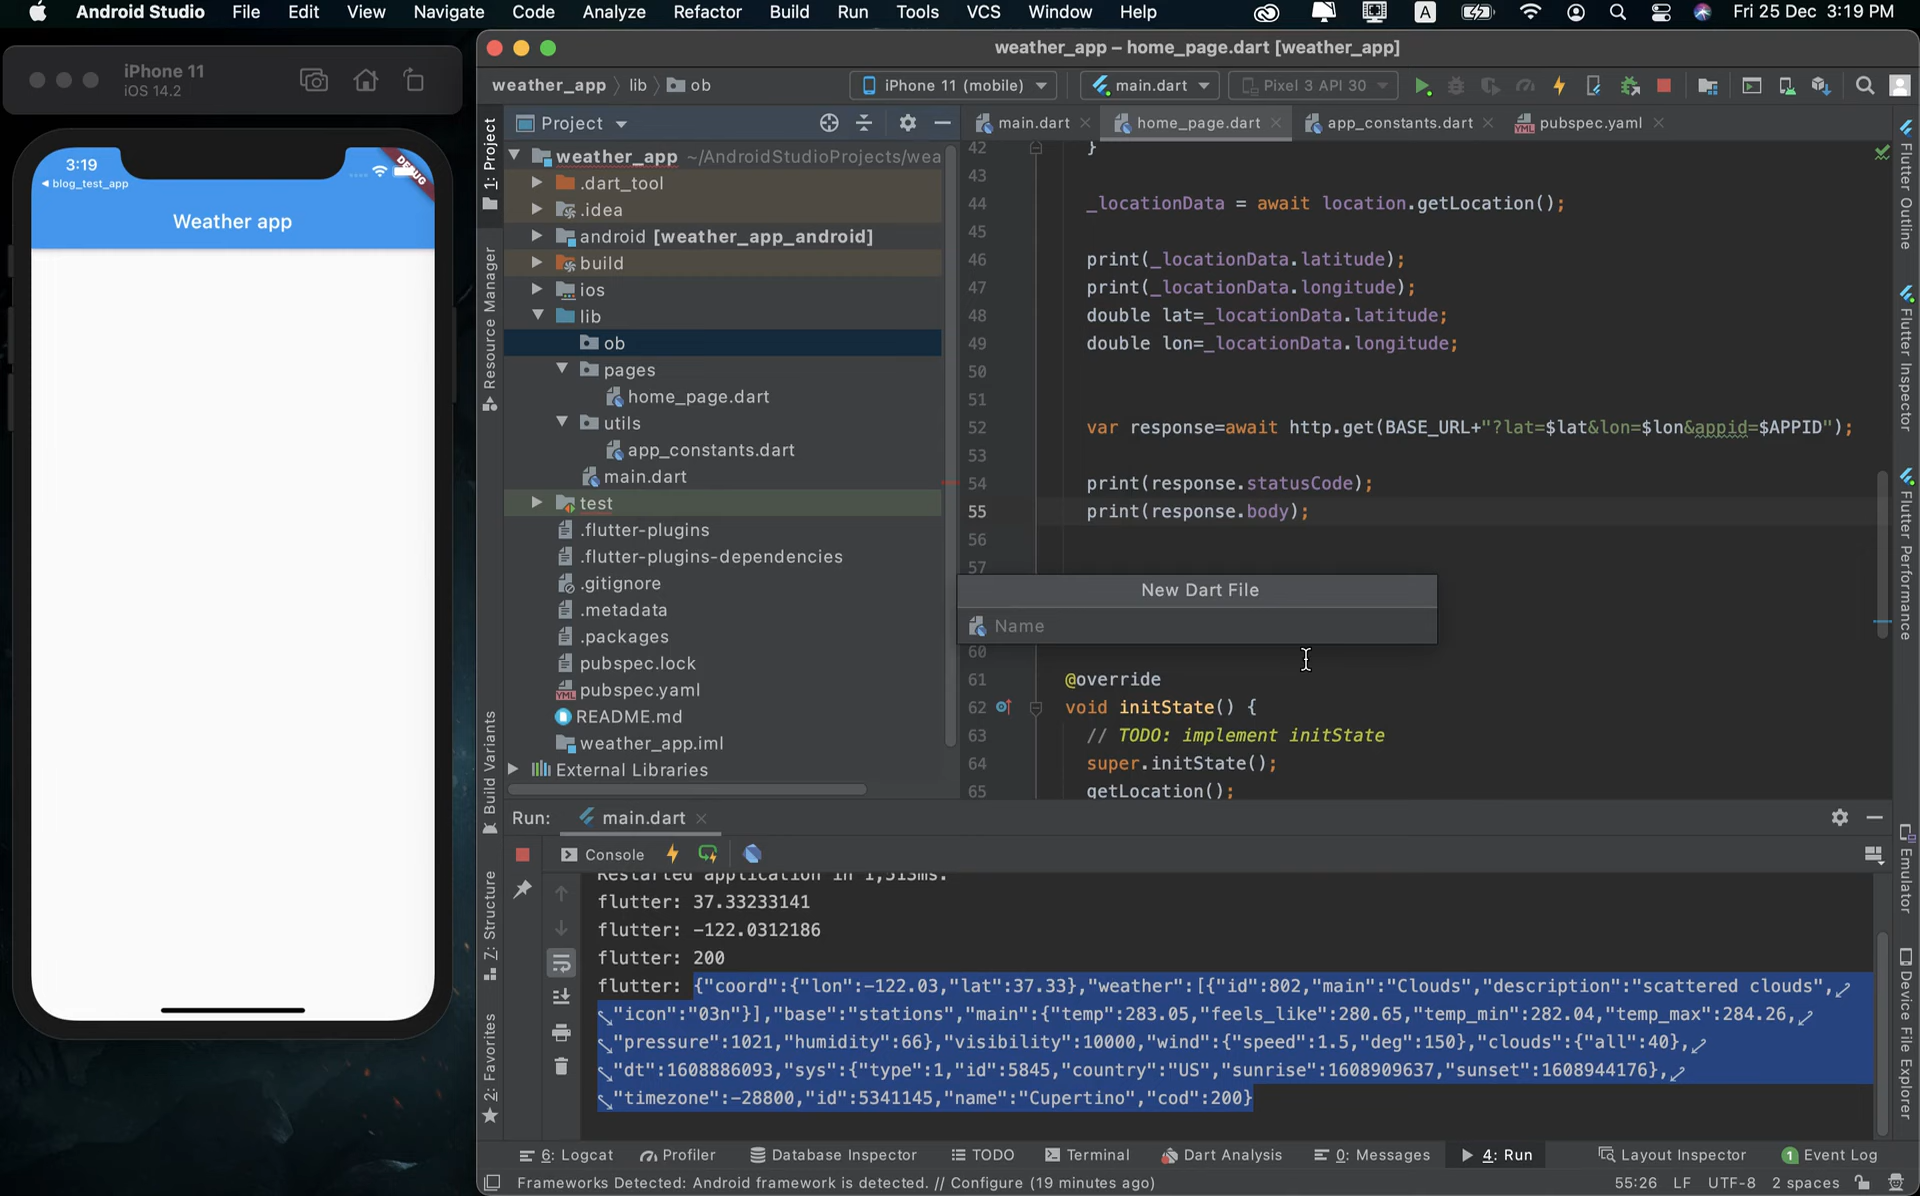 Android Studio File Edit View Navigate Code Analyze Refactor Build Run Tools VCS Window Help A Fri 25 Dec 3:19 PM
iPhone 11
iOS 14.2
3:19
blog_test_app
DEBUG
Weather app
weather_app – home_page.dart [weather_app]
weather_app lib ob iPhone 11 (mobile) main.dart Pixel 3 API 30
Project
main.dart home_page.dart app_constants.dart pubspec.yaml
1: Project
Resource Manager
Build Variants
Z: Structure
2: Favorites
weather_app ~/AndroidStudioProjects/wea
.dart_tool
.idea
android [weather_app_android]
build
ios
lib
ob
pages
home_page.dart
utils
app_constants.dart
main.dart
test
.flutter-plugins
.flutter-plugins-dependencies
.gitignore
.metadata
.packages
pubspec.lock
YML pubspec.yaml
README.md
weather_app.iml
External Libraries
42 }
43
44 _locationData = await location.getLocation();
45
46 print(_locationData.latitude);
47 print(_locationData.longitude);
48 double lat=_locationData.latitude;
49 double lon=_locationData.longitude;
50
51
52 var response=await http.get(BASE_URL+"?lat=$lat&lon=$lon&appid=$APPID");
53
54 print(response.statusCode);
55 print(response.body);
56
57
New Dart File
Name
60
61 @override
62 void initState() {
63 // TODO: implement initState
64 super.initState();
65 getLocation();
Flutter Outline
Flutter Inspector
Flutter Performance
Emulator
Device File Explorer
Run: main.dart
Console
Restarted application in 1,513ms.
flutter: 37.33233141
flutter: -122.0312186
flutter: 200
flutter: {"coord":{"lon":-122.03,"lat":37.33},"weather":[{"id":802,"main":"Clouds","description":"scattered clouds",
"icon":"03n"}],"base":"stations","main":{"temp":283.05,"feels_like":280.65,"temp_min":282.04,"temp_max":284.26,
"pressure":1021,"humidity":66},"visibility":10000,"wind":{"speed":1.5,"deg":150},"clouds":{"all":40},
"dt":1608886093,"sys":{"type":1,"id":5845,"country":"US","sunrise":1608909637,"sunset":1608944176},
"timezone":-28800,"id":5341145,"name":"Cupertino","cod":200}
6: Logcat Profiler Database Inspector TODO Terminal Dart Analysis 0: Messages 4: Run Layout Inspector 1 Event Log
Frameworks Detected: Android framework is detected. // Configure (19 minutes ago) 55:26 LF UTF-8 2 spaces